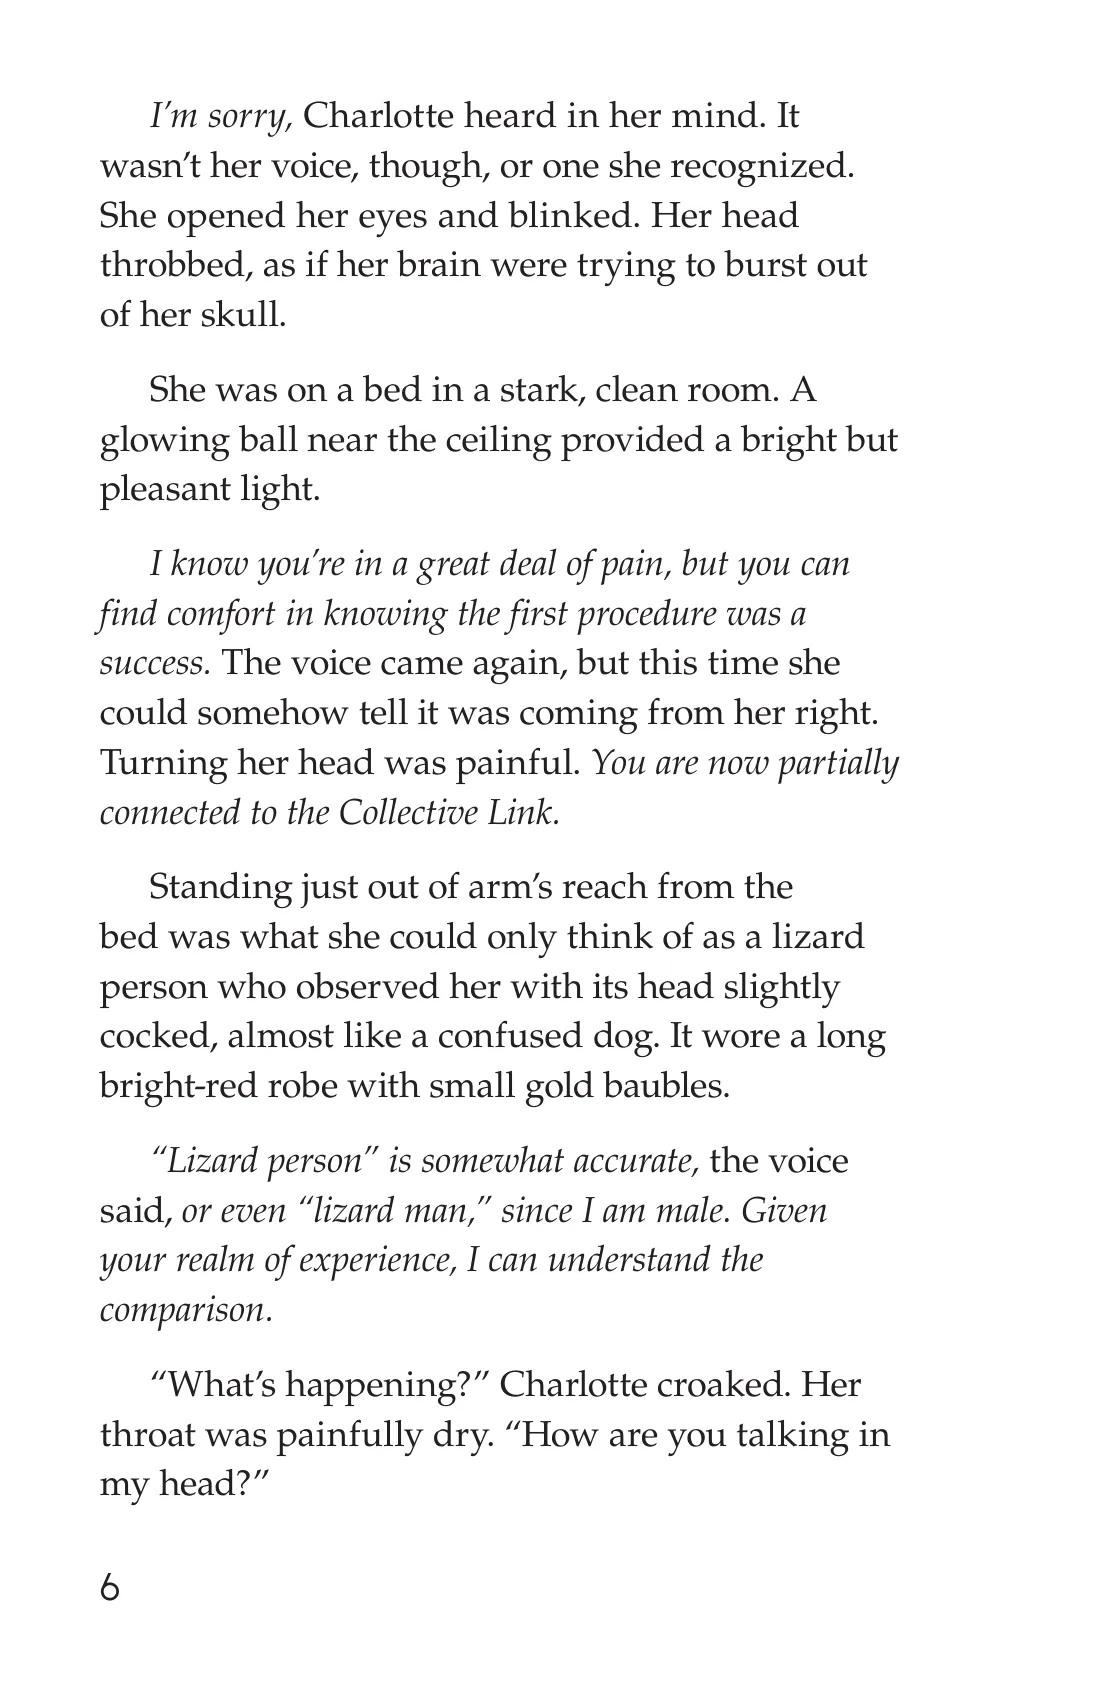 I’m sorry, Charlotte heard in her mind. It
wasn’t her voice, though, or one she recognized.
She opened her eyes and blinked. Her head
throbbed, as if her brain were trying to burst out
of her skull.
She was on a bed in a stark, clean room. A
glowing ball near the ceiling provided a bright but
pleasant light.
I know you’re in a great deal of pain, but you can
find comfort in knowing the first procedure was a
success. The voice came again, but this time she
could somehow tell it was coming from her right.
Turning her head was painful. You are now partially
connected to the Collective Link.
Standing just out of arm’s reach from the
bed was what she could only think of as a lizard
person who observed her with its head slightly
cocked, almost like a confused dog. It wore a long
bright-red robe with small gold baubles.
“Lizard person” is somewhat accurate, the voice
said, or even “lizard man,” since I am male. Given
your realm of experience, I can understand the
comparison.
“What’s happening?” Charlotte croaked. Her
throat was painfully dry. “How are you talking in
my head?”
6